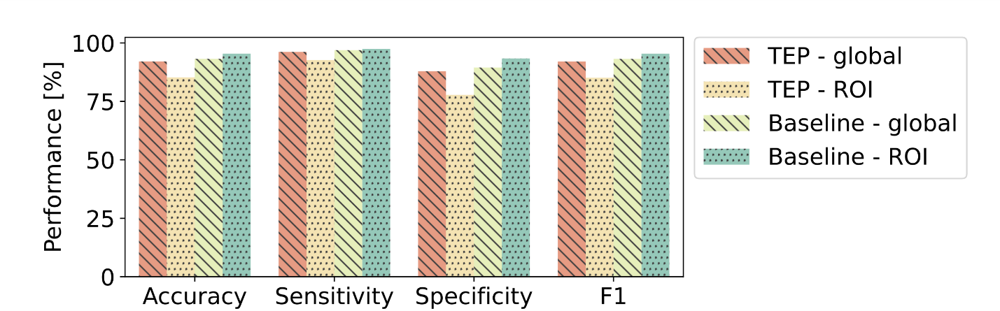 Performance [%]
100
75
50
25
0
Accuracy
Sensitivity
Specificity
F1
TEP - global
TEP - ROI
Baseline - global
Baseline - ROI